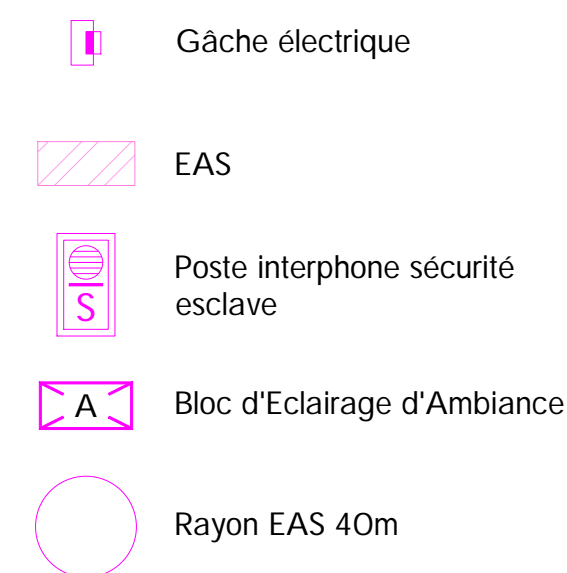 Gâche électrique
EAS
Poste interphone sécurité
esclave
S
A Bloc d'Eclairage d'Ambiance
Rayon EAS 40m